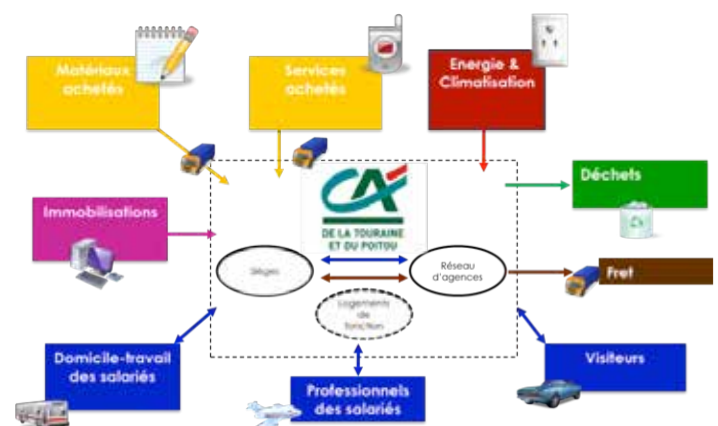 Matériaux
achetés
Services
achetés
Energie &
Climatisation
Déchets
Immobilisations
CA
DE LA TOURAINE
ET DU POITOU
Sièges
Réseau
d'agences
Fret
Logements
de
fonction
Domicile-travail
des salariés
Professionnels
des salariés
Visiteurs